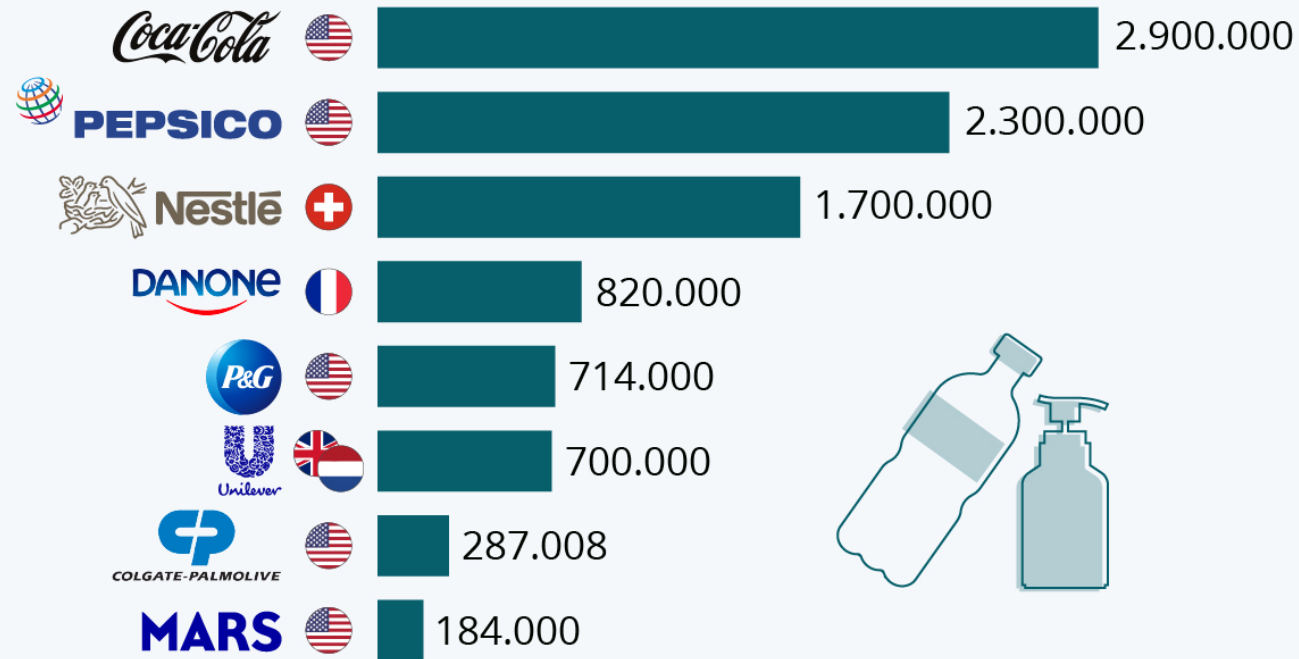 Coca-Cola 2.900.000
PEPSICO 2.300.000
Nestlé 1.700.000
DANONE 820.000
P&G 714.000
Unilever 700.000
CP COLGATE-PALMOLIVE 287.008
MARS 184.000